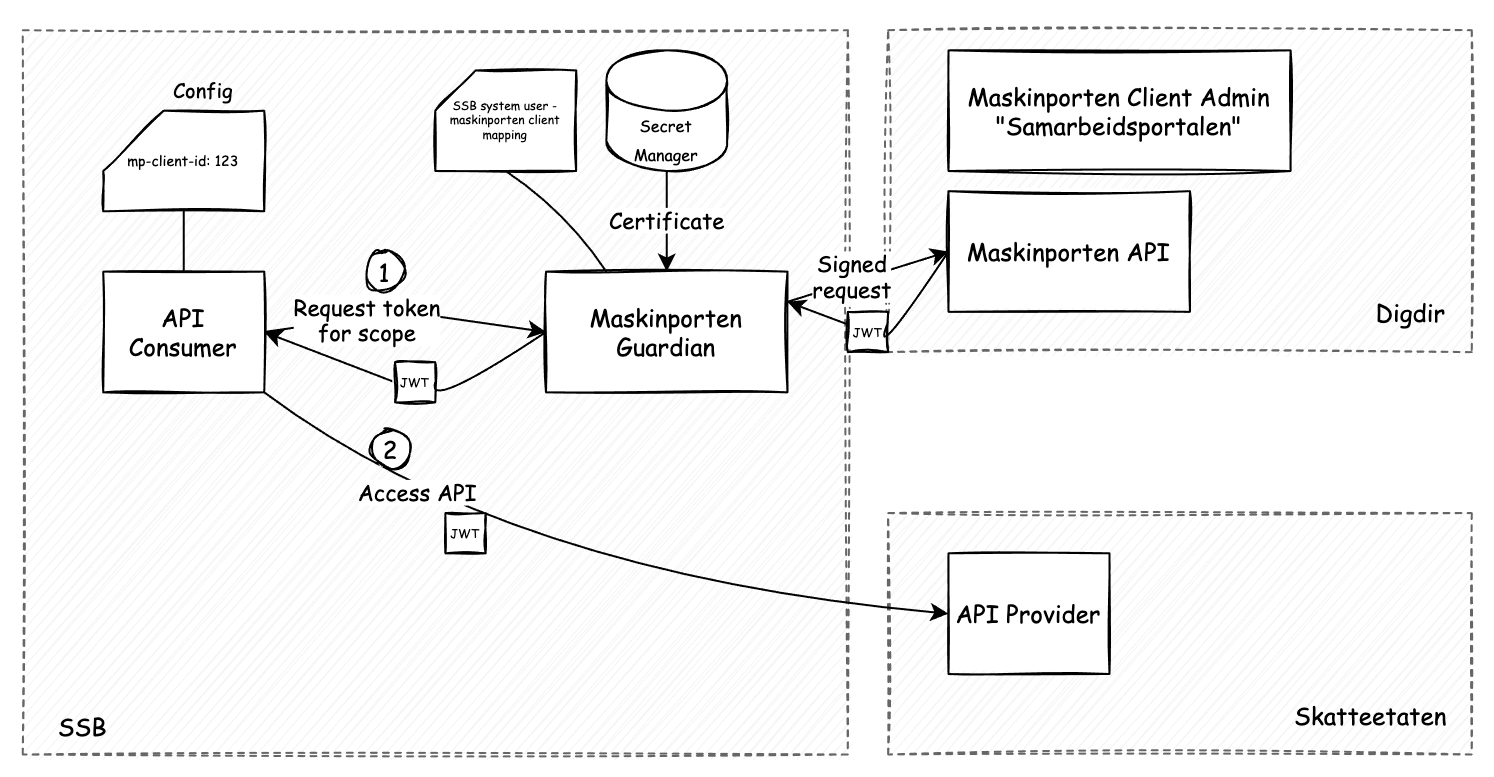 Config
mp-client-id: 123
SSB system user -
maskinporten client
mapping
Secret
Manager
Certificate
Maskinporten Client Admin
"Samarbeidsportalen"
Maskinporten API
Digdir
Signed
request
JWT
1
Request token
for scope
API
Consumer
Maskinporten
Guardian
JWT
2
Access API
JWT
API Provider
Skatteetaten
SSB